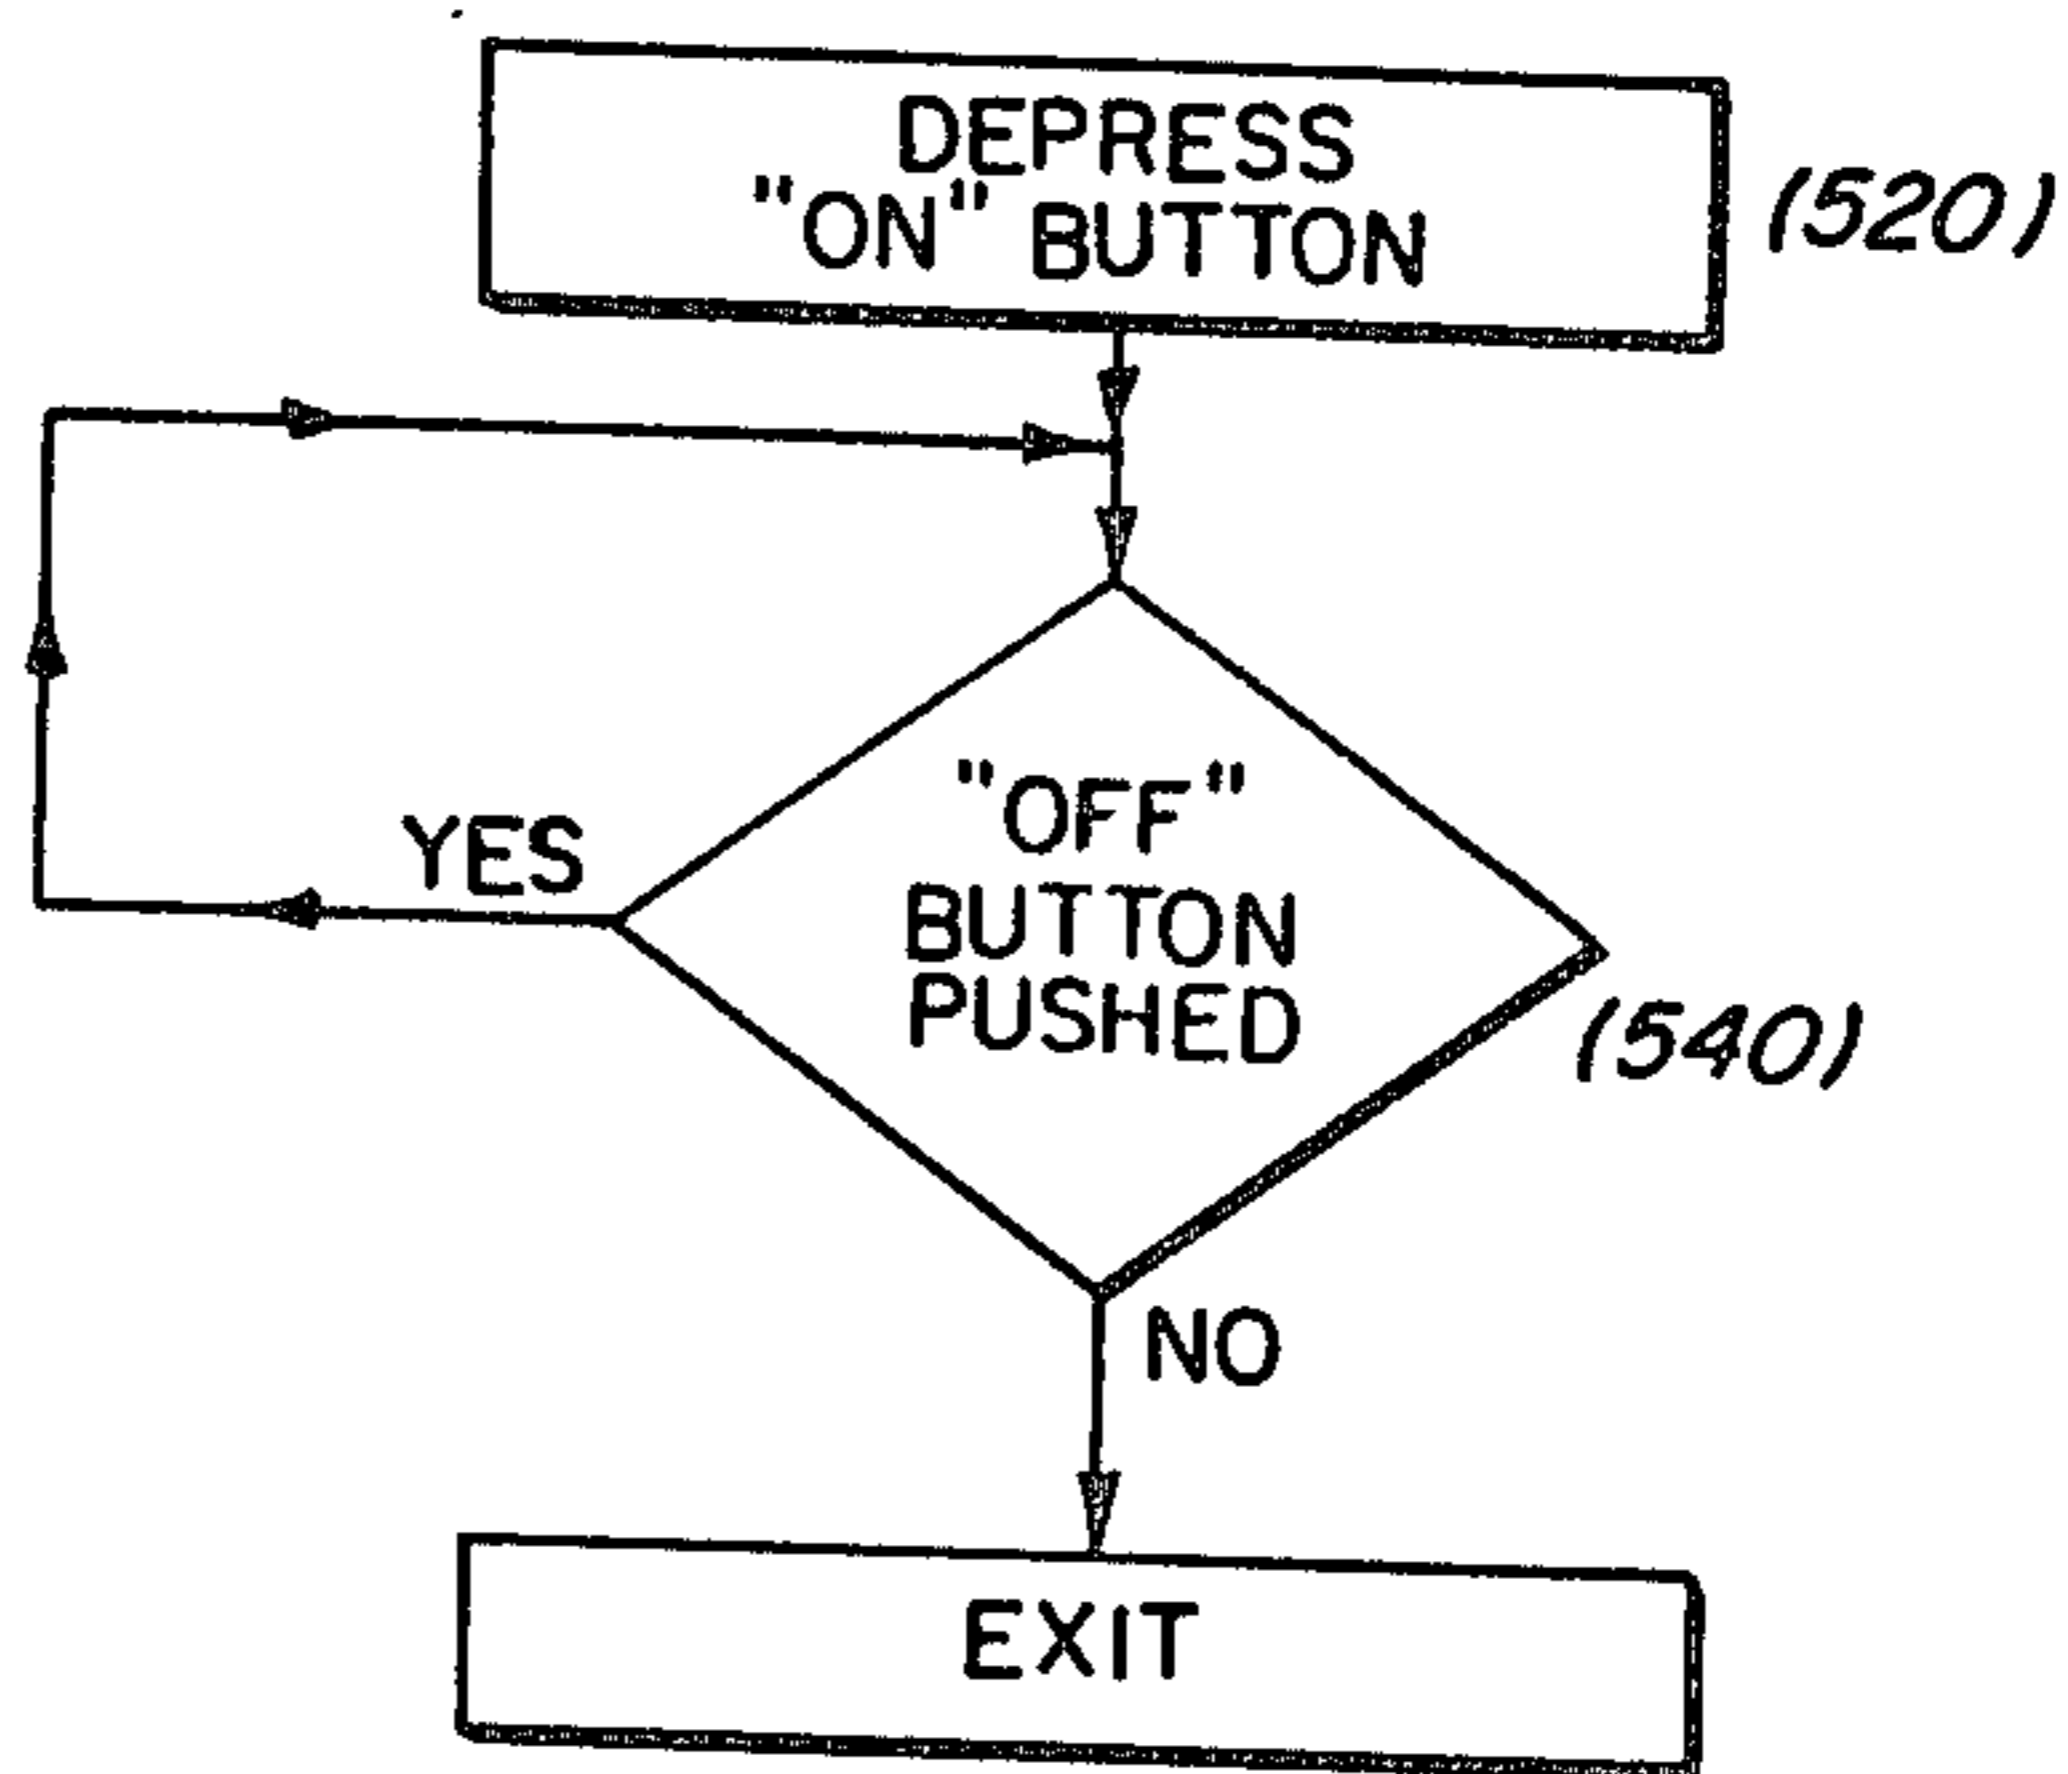 DEPRESS
"ON" BUTTON
(520)
"OFF"
BUTTON
PUSHED
YES
(540)
NO
EXIT